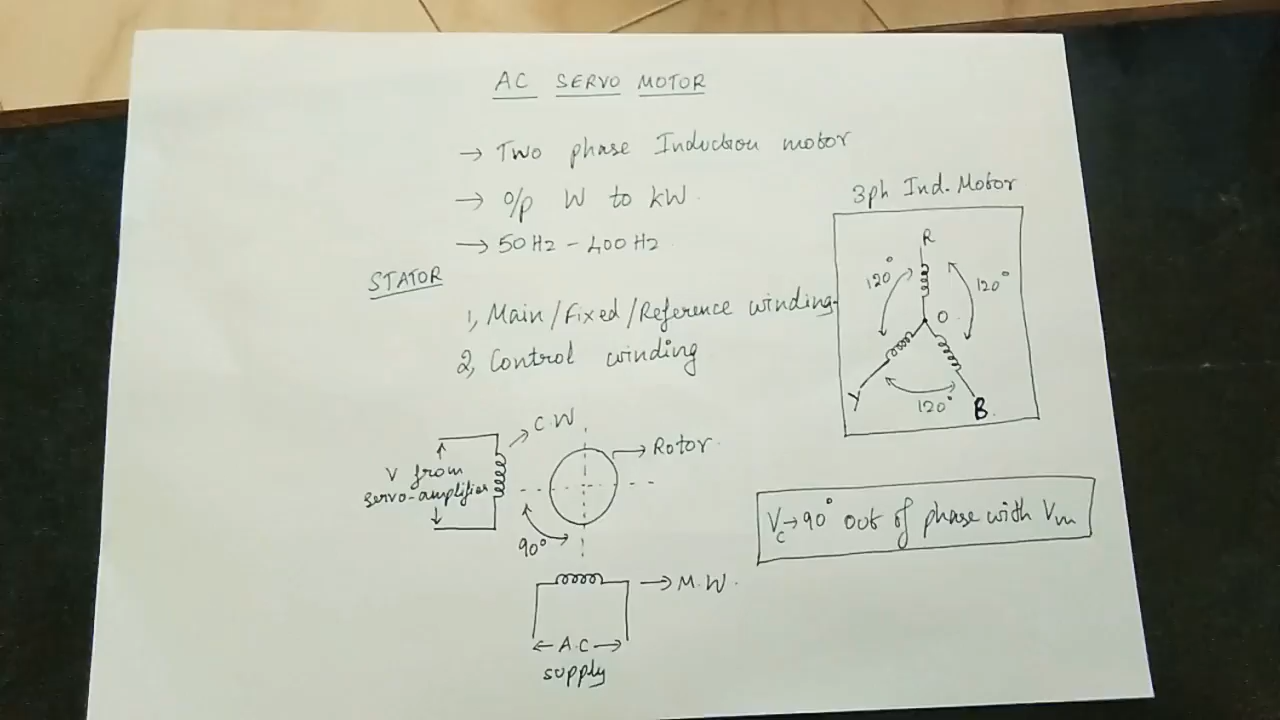 AC SERVO MOTOR
→ Two phase Induction motor
→ o/p W to kW.
→ 50 Hz - 400 Hz
STATOR
1, Main/Fixed/Reference winding.
2, Control winding
3ph Ind. Motor
R
120°
120°
O
Y
120°
B.
C.W
V from
servo-amplifier
Rotor.
90°
M.W.
A.C
supply
Vc → 90° out of phase with Vm